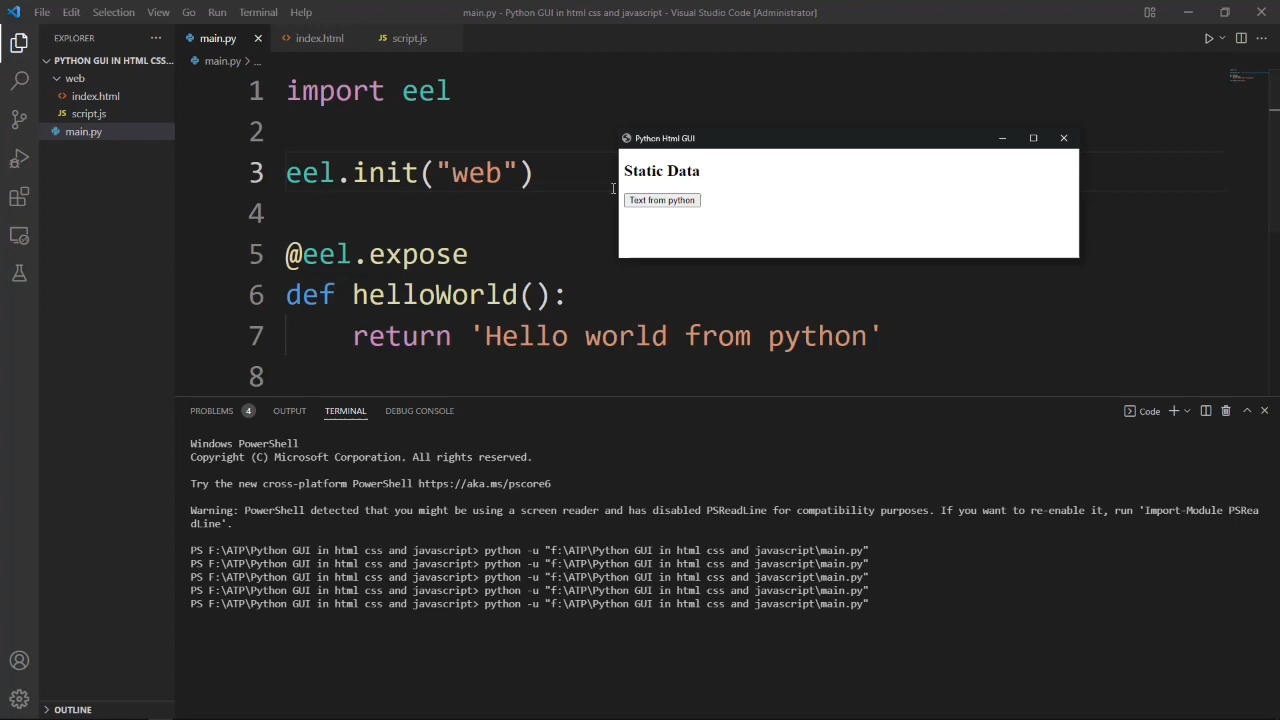 File Edit Selection View Go Run Terminal Help
main.py - Python GUI in html css and javascript - Visual Studio Code [Administrator]
EXPLORER
PYTHON GUI IN HTML CSS...
web
index.html
script.js
main.py
OUTLINE
main.py
index.html
script.js
main.py > ...
1 import eel
2
3 eel.init("web")
4
5 @eel.expose
6 def helloWorld():
7 return 'Hello world from python'
8
Python Html GUI
Static Data
Text from python
PROBLEMS 4 OUTPUT TERMINAL DEBUG CONSOLE
Code
Windows PowerShell
Copyright (C) Microsoft Corporation. All rights reserved.
Try the new cross-platform PowerShell https://aka.ms/pscore6
Warning: PowerShell detected that you might be using a screen reader and has disabled PSReadLine for compatibility purposes. If you want to re-enable it, run 'Import-Module PSRea
dLine'.
PS F:\ATP\Python GUI in html css and javascript> python -u "f:\ATP\Python GUI in html css and javascript\main.py"
PS F:\ATP\Python GUI in html css and javascript> python -u "f:\ATP\Python GUI in html css and javascript\main.py"
PS F:\ATP\Python GUI in html css and javascript> python -u "f:\ATP\Python GUI in html css and javascript\main.py"
PS F:\ATP\Python GUI in html css and javascript> python -u "f:\ATP\Python GUI in html css and javascript\main.py"
PS F:\ATP\Python GUI in html css and javascript> python -u "f:\ATP\Python GUI in html css and javascript\main.py"